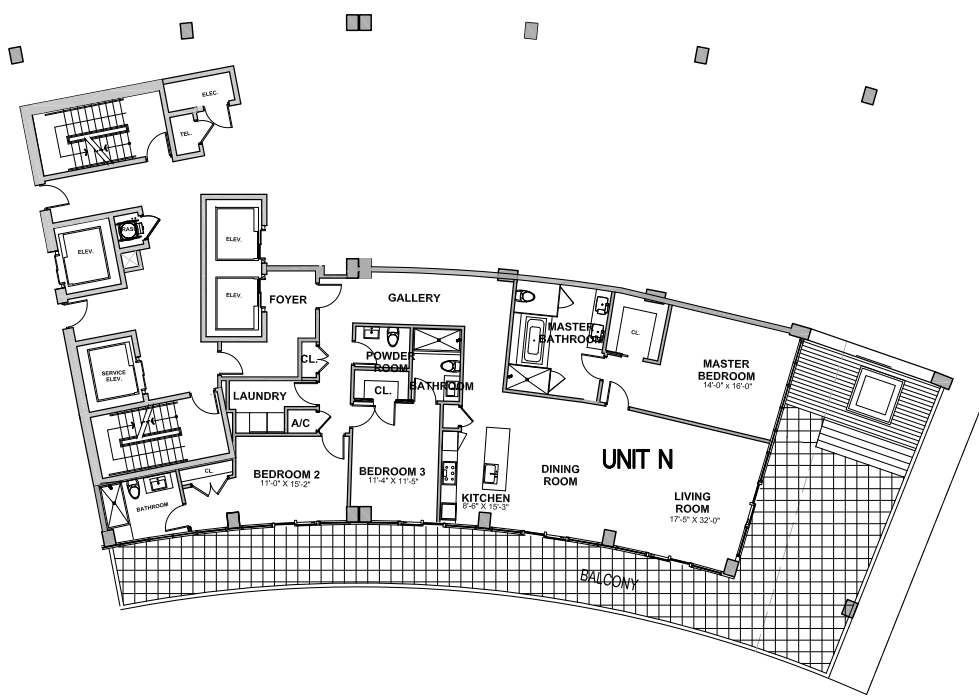 ELEC.
TEL.
TRASH
ELEV.
ELEV.
ELEV.
FOYER
GALLERY
CL.
POWDER
ROOM
BATHROOM
CL.
MASTER
BATHROOM
CL.
MASTER
BEDROOM
14'-0" x 16'-0"
SERVICE
ELEV.
LAUNDRY
A/C
CL.
BATHROOM
BEDROOM 2
11'-0" X 15'-2"
BEDROOM 3
11'-4" X 11'-5"
KITCHEN
8'-6" X 15'-3"
DINING
ROOM
UNIT N
LIVING
ROOM
17'-5" X 32'-0"
BALCONY